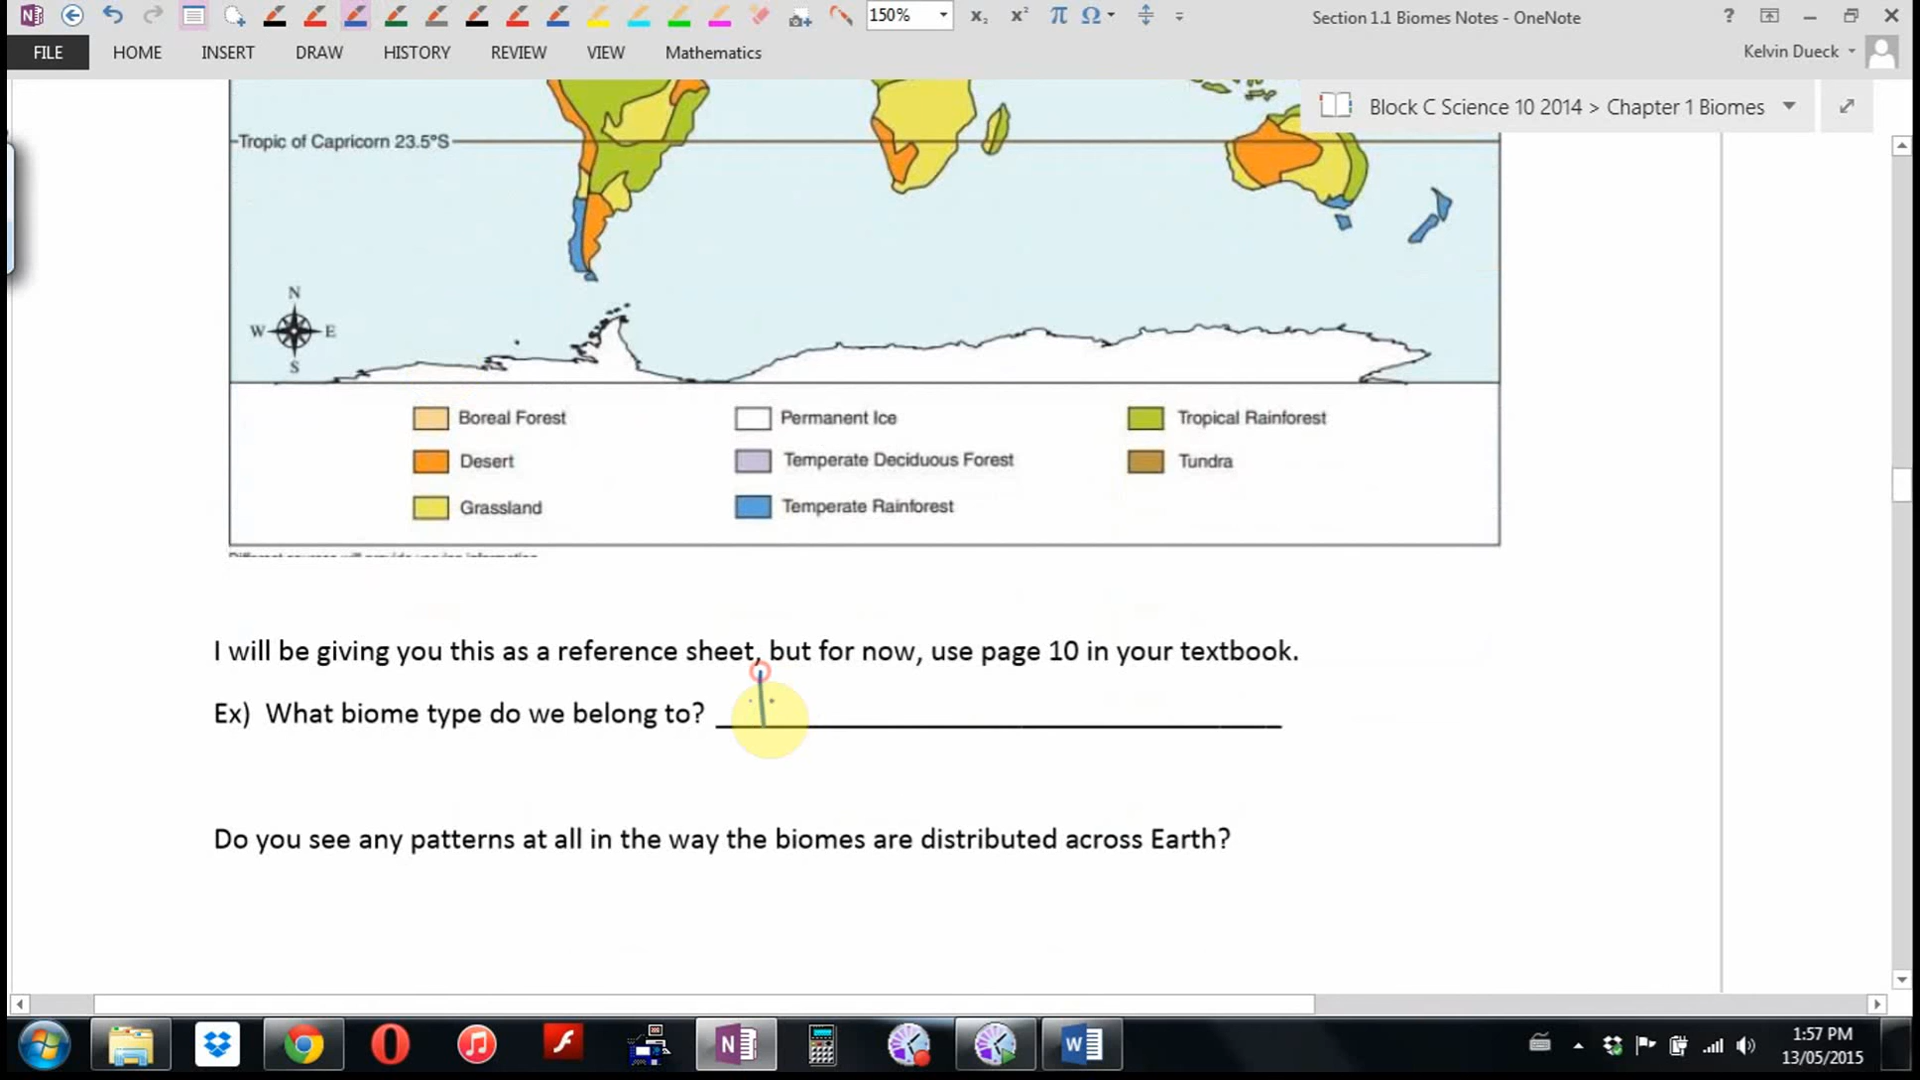 150%
x₂ x² π Ω
Section 1.1 Biomes Notes - OneNote
?
FILE HOME INSERT DRAW HISTORY REVIEW VIEW Mathematics
Kelvin Dueck
Block C Science 10 2014 > Chapter 1 Biomes
Tropic of Capricorn 23.5°S
N
W E
S
Boreal Forest Permanent Ice Tropical Rainforest
Desert Temperate Deciduous Forest Tundra
Grassland Temperate Rainforest
I will be giving you this as a reference sheet, but for now, use page 10 in your textbook.
Ex) What biome type do we belong to? ____________________
Do you see any patterns at all in the way the biomes are distributed across Earth?
1:57 PM
13/05/2015